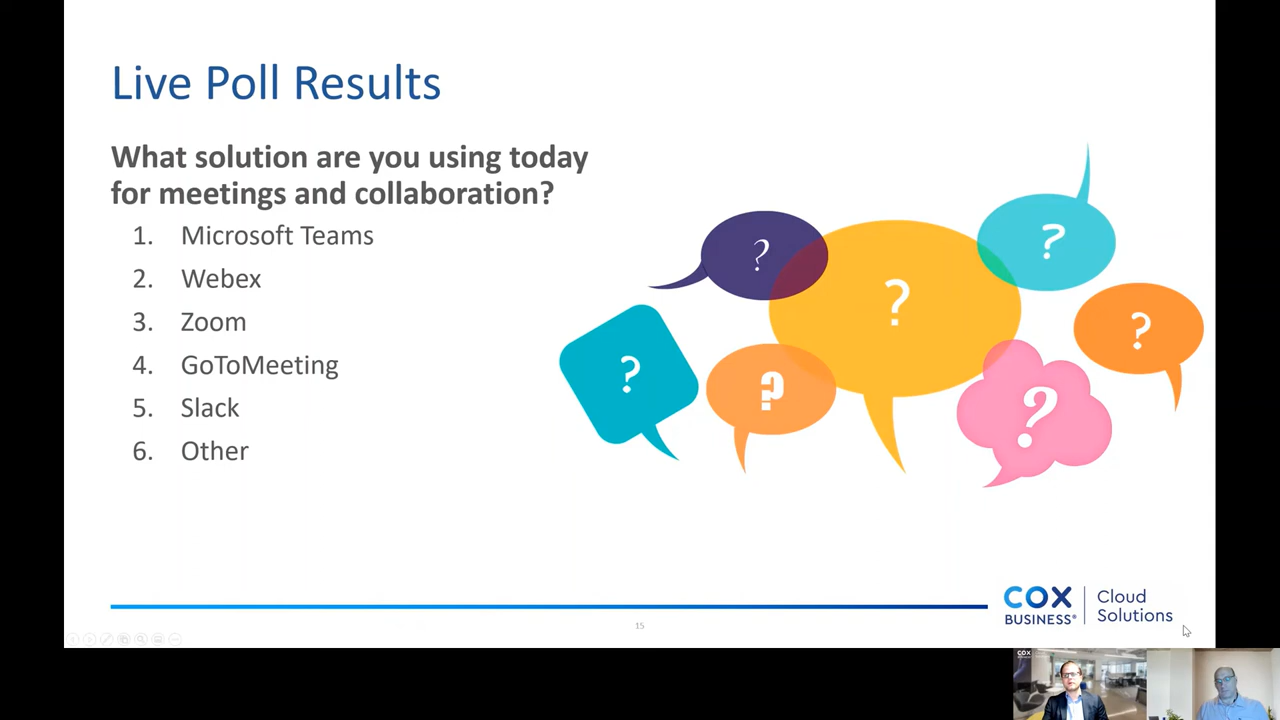 Live Poll Results
What solution are you using today
for meetings and collaboration?
1. Microsoft Teams
2. Webex
3. Zoom
4. GoToMeeting
5. Slack
6. Other
?
?
?
?
?
?
?
COX
BUSINESS®
Cloud
Solutions
15
COX